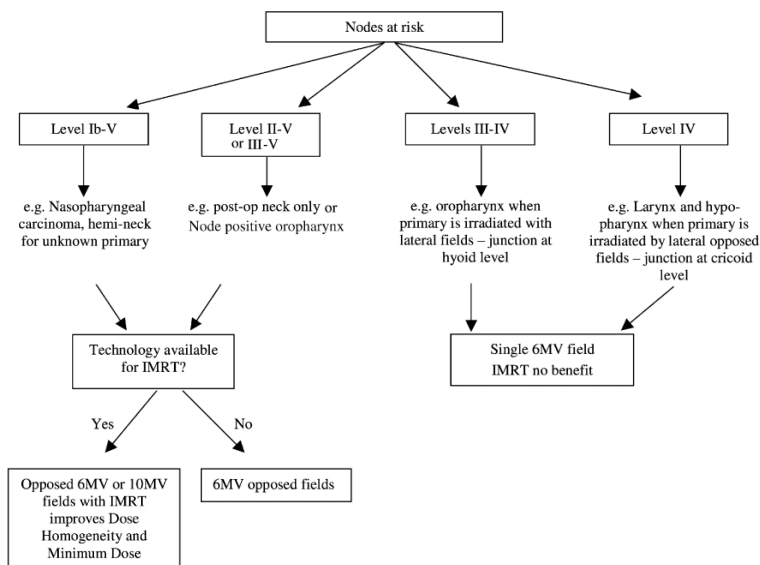 Nodes at risk
Level Ib-V
Level II-V
or III-V
Levels III-IV
Level IV
e.g. Nasopharyngeal
carcinoma, hemi-neck
for unknown primary
e.g. post-op neck only or
Node positive oropharynx
e.g. oropharynx when
primary is irradiated with
lateral fields – junction at
hyoid level
e.g. Larynx and hypo-
pharynx when primary is
irradiated by lateral opposed
fields – junction at cricoid
level
Technology available
for IMRT?
Single 6MV field
IMRT no benefit
Yes
No
Opposed 6MV or 10MV
fields with IMRT
improves Dose
Homogeneity and
Minimum Dose
6MV opposed fields